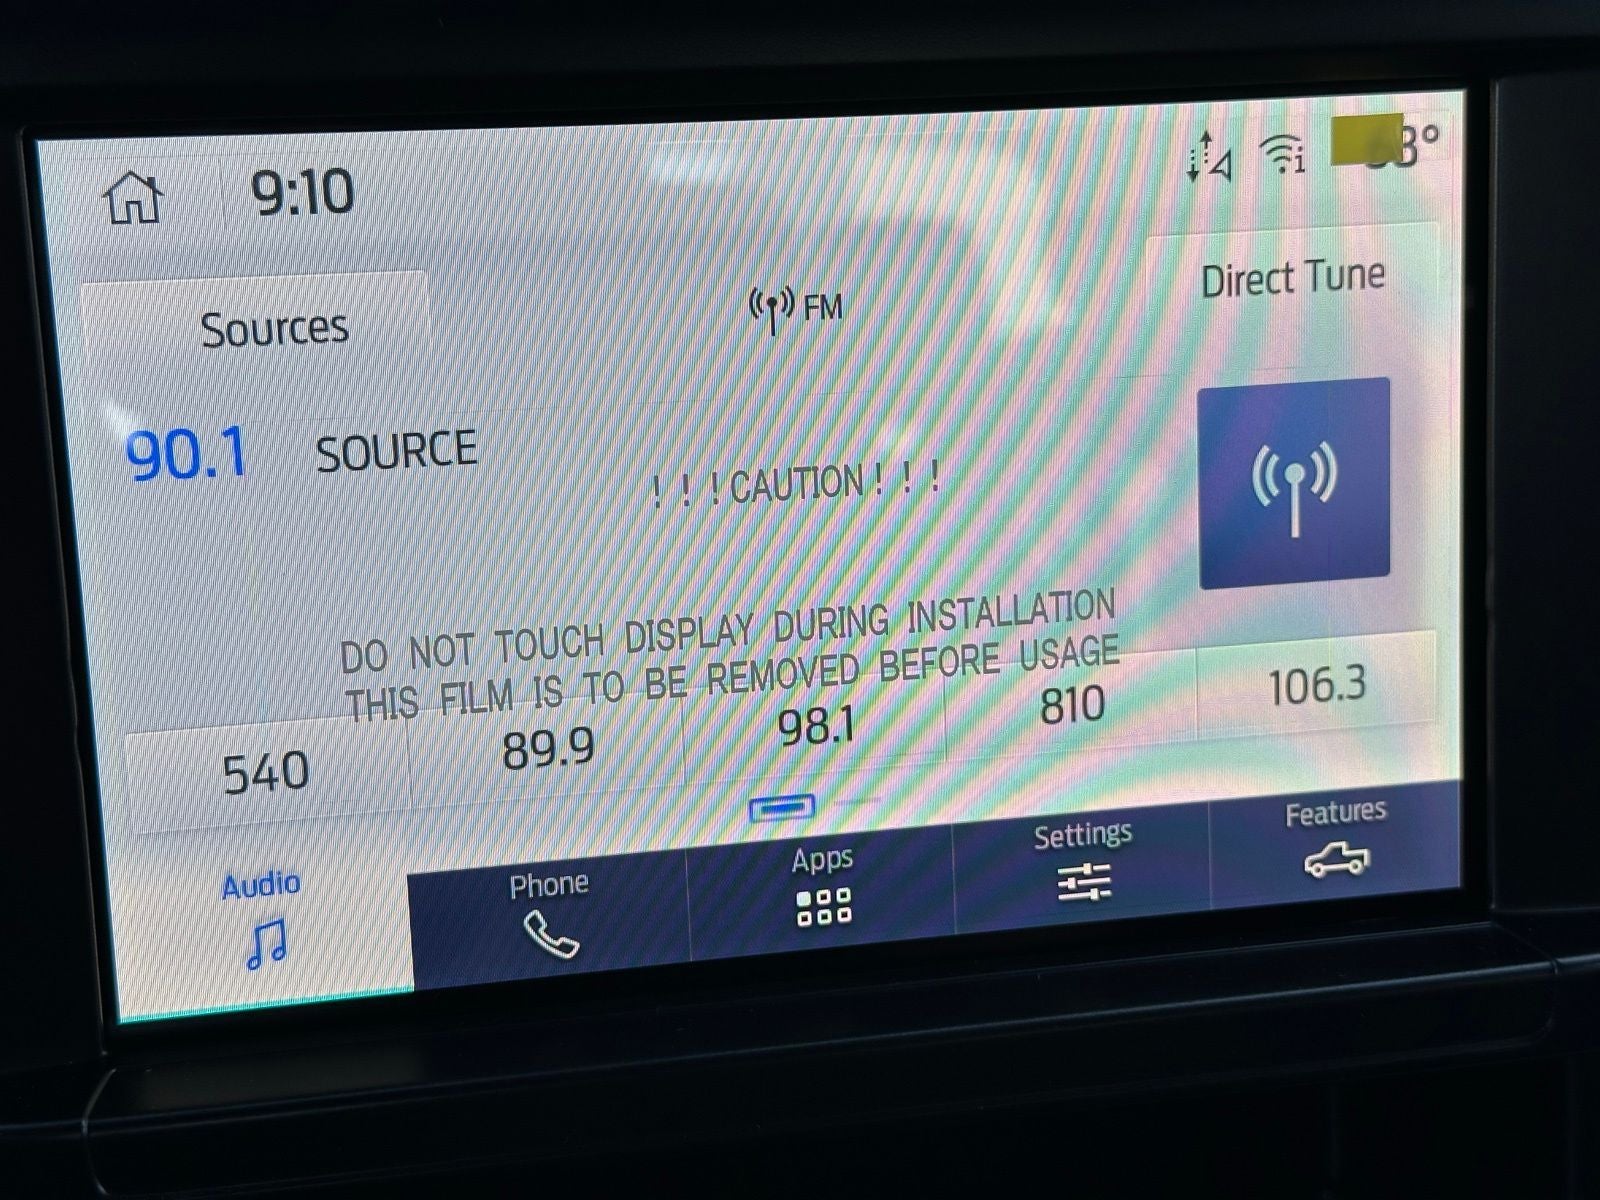 9:10
Sources
FM
Direct Tune
90.1 SOURCE
! ! ! CAUTION ! ! !
DO NOT TOUCH DISPLAY DURING INSTALLATION
THIS FILM IS TO BE REMOVED BEFORE USAGE
540 89.9 98.1 810 106.3
Audio Phone Apps Settings Features